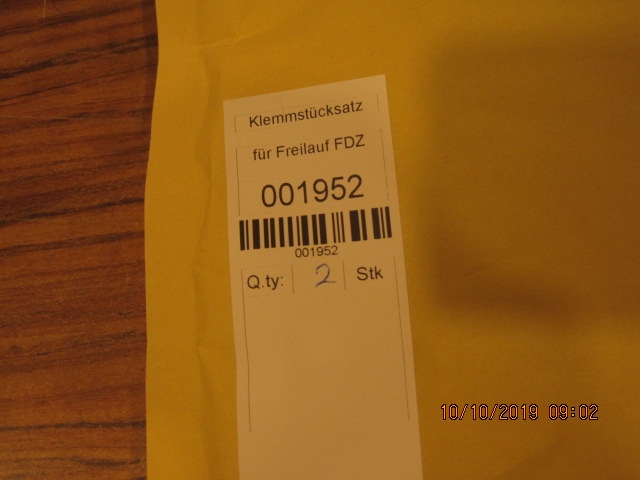 Klemmstücksatz
für Freilauf FDZ
001952
001952
Q.ty: 2 Stk
10/10/2019 09:02